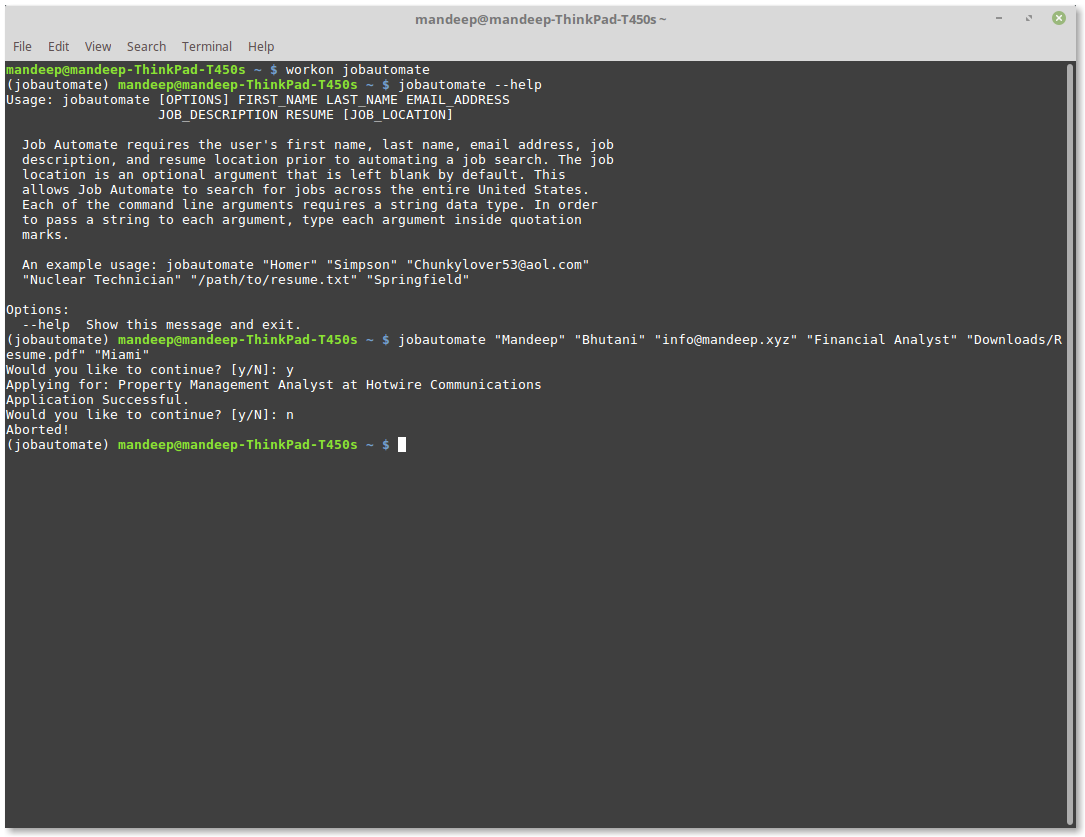 mandeep@mandeep-ThinkPad-T450s ~
File Edit View Search Terminal Help
mandeep@mandeep-ThinkPad-T450s ~ $ workon jobautomate
(jobautomate) mandeep@mandeep-ThinkPad-T450s ~ $ jobautomate --help
Usage: jobautomate [OPTIONS] FIRST_NAME LAST_NAME EMAIL_ADDRESS
                   JOB_DESCRIPTION RESUME [JOB_LOCATION]

  Job Automate requires the user's first name, last name, email address, job
  description, and resume location prior to automating a job search. The job
  location is an optional argument that is left blank by default. This
  allows Job Automate to search for jobs across the entire United States.
  Each of the command line arguments requires a string data type. In order
  to pass a string to each argument, type each argument inside quotation
  marks.

  An example usage: jobautomate "Homer" "Simpson" "Chunkylover53@aol.com"
  "Nuclear Technician" "/path/to/resume.txt" "Springfield"

Options:
  --help  Show this message and exit.
(jobautomate) mandeep@mandeep-ThinkPad-T450s ~ $ jobautomate "Mandeep" "Bhutani" "info@mandeep.xyz" "Financial Analyst" "Downloads/R
esume.pdf" "Miami"
Would you like to continue? [y/N]: y
Applying for: Property Management Analyst at Hotwire Communications
Application Successful.
Would you like to continue? [y/N]: n
Aborted!
(jobautomate) mandeep@mandeep-ThinkPad-T450s ~ $